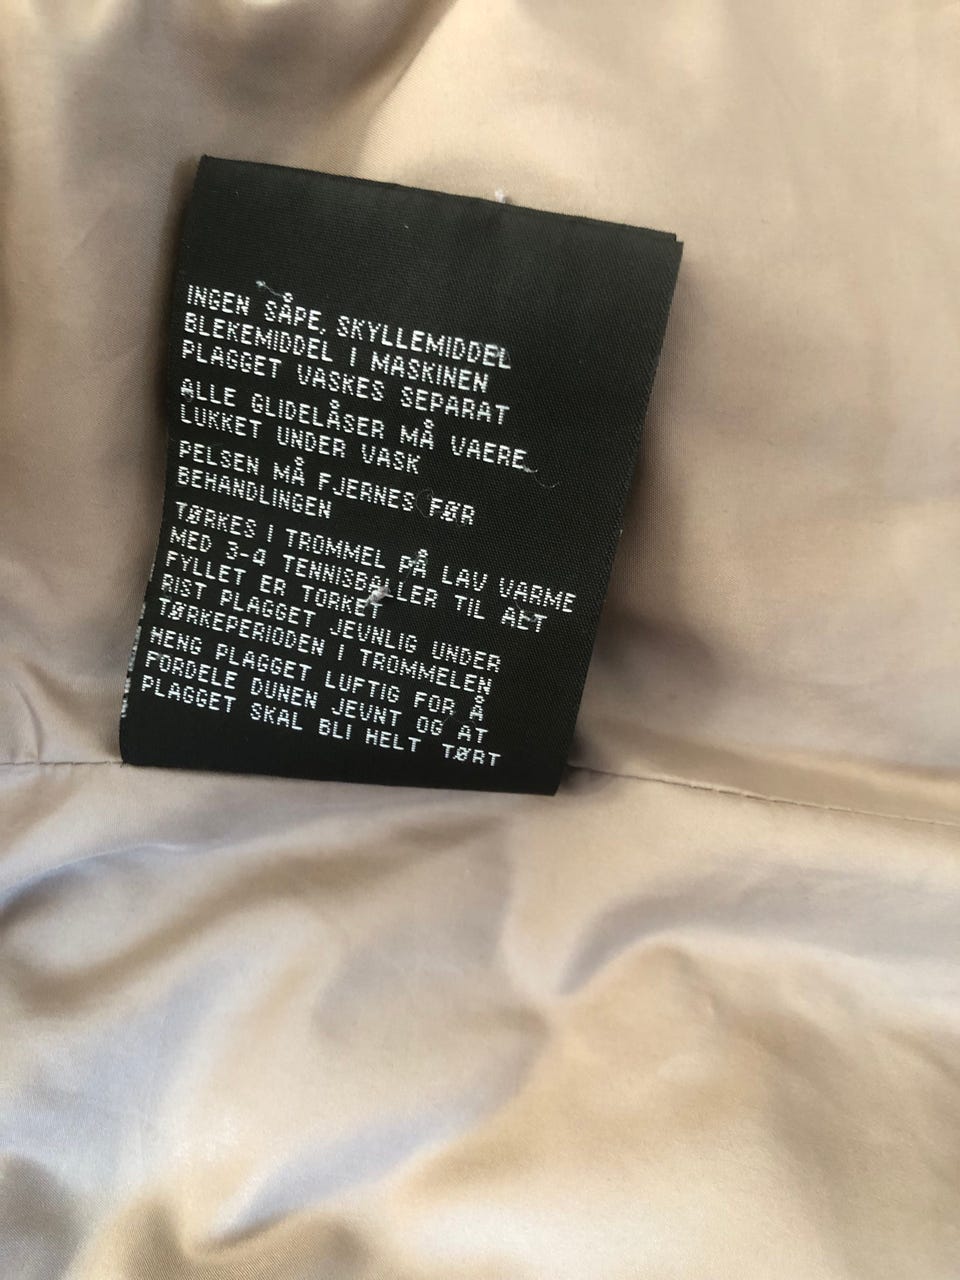 INGEN SÅPE, SKYLLEMIDDEL
BLEKEMIDDEL I MASKINEN
PLAGGET VASKES SEPARAT
ALLE GLIDELÅSER MÅ VAERE
LUKKET UNDER VASK
PELSEN MÅ FJERNES FØR
BEHANDLINGEN
TØRKES I TROMMEL PÅ LAV VARME
MED 3-4 TENNISBALLER TIL ALT
FYLLET ER TORKET
RIST PLAGGET JEVNLIG UNDER
TØRKEPERIODEN I TROMMELEN
HENG PLAGGET LUFTIG FOR Å
FORDELE DUNEN JEVNT OG AT
PLAGGET SKAL BLI HELT TØRT